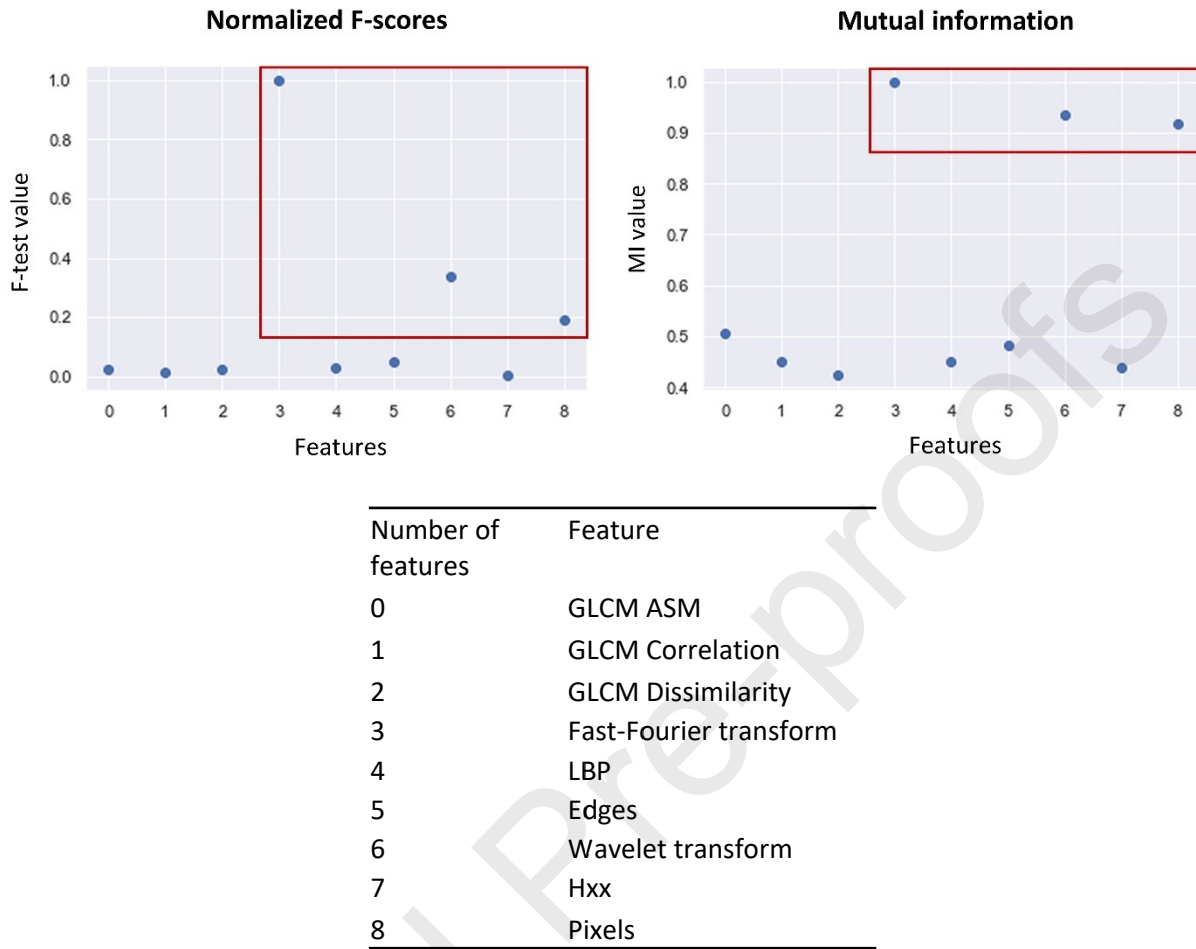 Normalized F-scores
F-test value
1.0
0.8
0.6
0.4
0.2
0.0
0 1 2 3 4 5 6 7 8
Features
Mutual information
MI value
1.0
0.9
0.8
0.7
0.6
0.5
0.4
0 1 2 3 4 5 6 7 8
Features
Number of features Feature
0 GLCM ASM
1 GLCM Correlation
2 GLCM Dissimilarity
3 Fast-Fourier transform
4 LBP
5 Edges
6 Wavelet transform
7 Hxx
8 Pixels
Pre-proofs